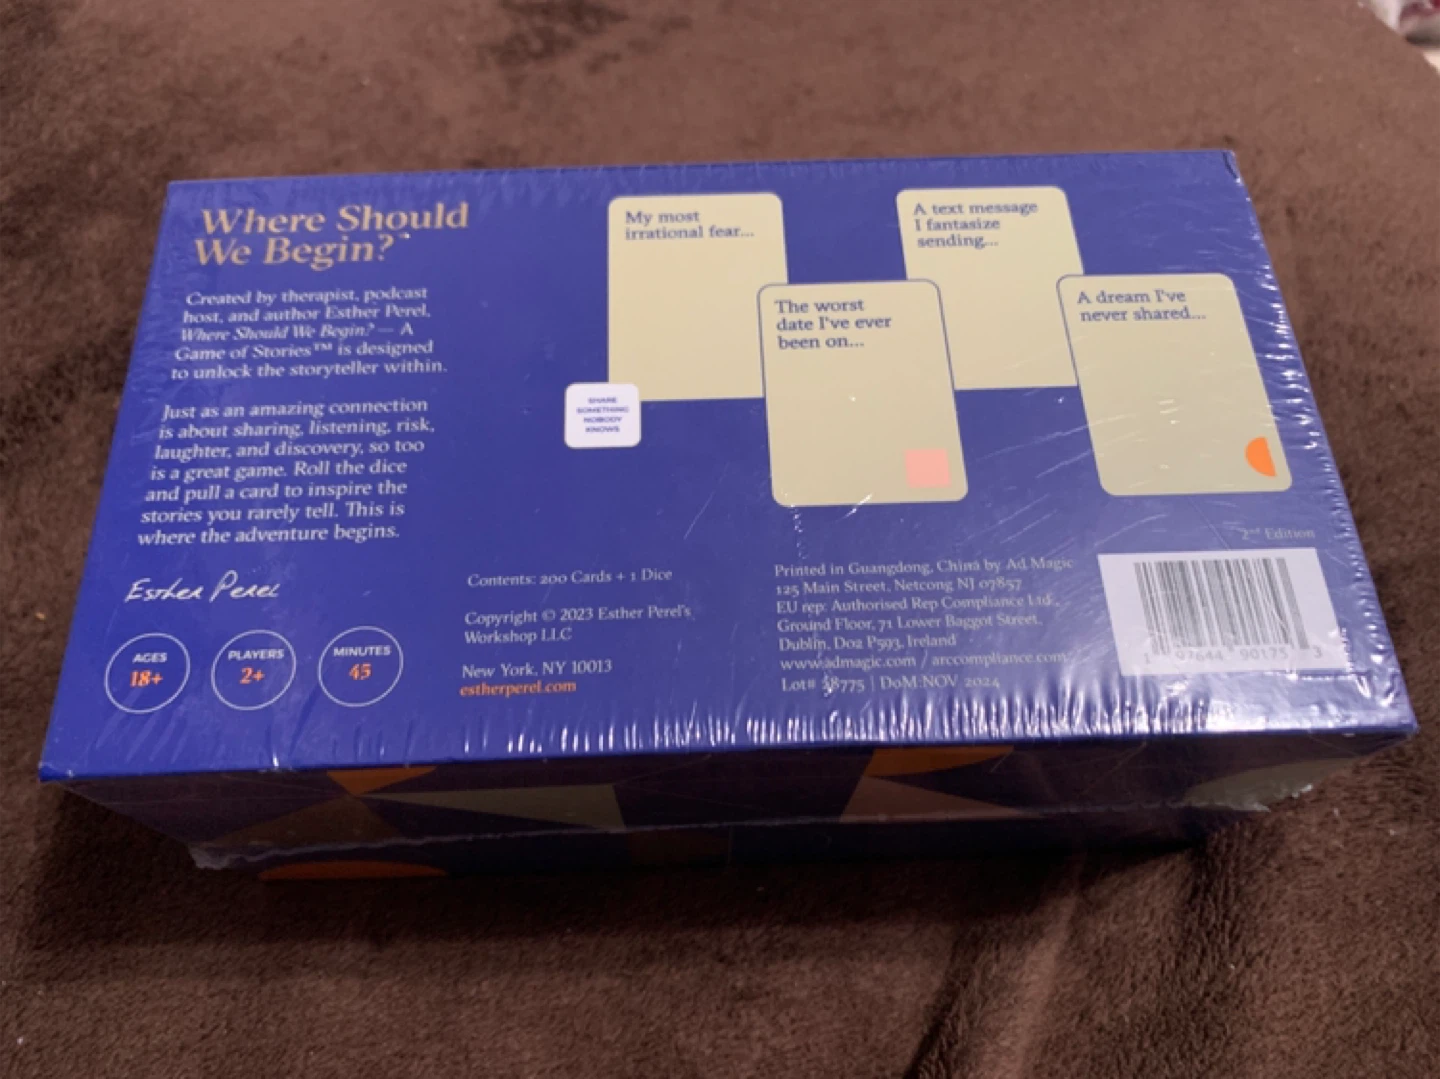 Where Should
We Begin?™
Created by therapist, podcast
host, and author Esther Perel,
Where Should We Begin? — A
Game of Stories™ is designed
to unlock the storyteller within.
Just as an amazing connection
is about sharing, listening, risk,
laughter, and discovery, so too
is a great game. Roll the dice
and pull a card to inspire the
stories you rarely tell. This is
where the adventure begins.
Esther Perel
AGES
18+
PLAYERS
2+
MINUTES
45
SHARE
SOMETHING
NOBODY
KNOWS
My most
irrational fear...
The worst
date I've ever
been on...
A text message
I fantasize
sending...
A dream I've
never shared...
Contents: 200 Cards + 1 Dice
Copyright © 2023 Esther Perel's
Workshop LLC
New York, NY 10013
estherperel.com
Printed in Guangdong, China by Ad Magic
125 Main Street, Netcong NJ 07857
EU rep: Authorised Rep Compliance Ltd.,
Ground Floor, 71 Lower Baggot Street,
Dublin, D02 P593, Ireland
www.admagic.com / arccompliance.com
Lot# 38775 | DoM:NOV 2024
2nd Edition
1 97644 90175 3